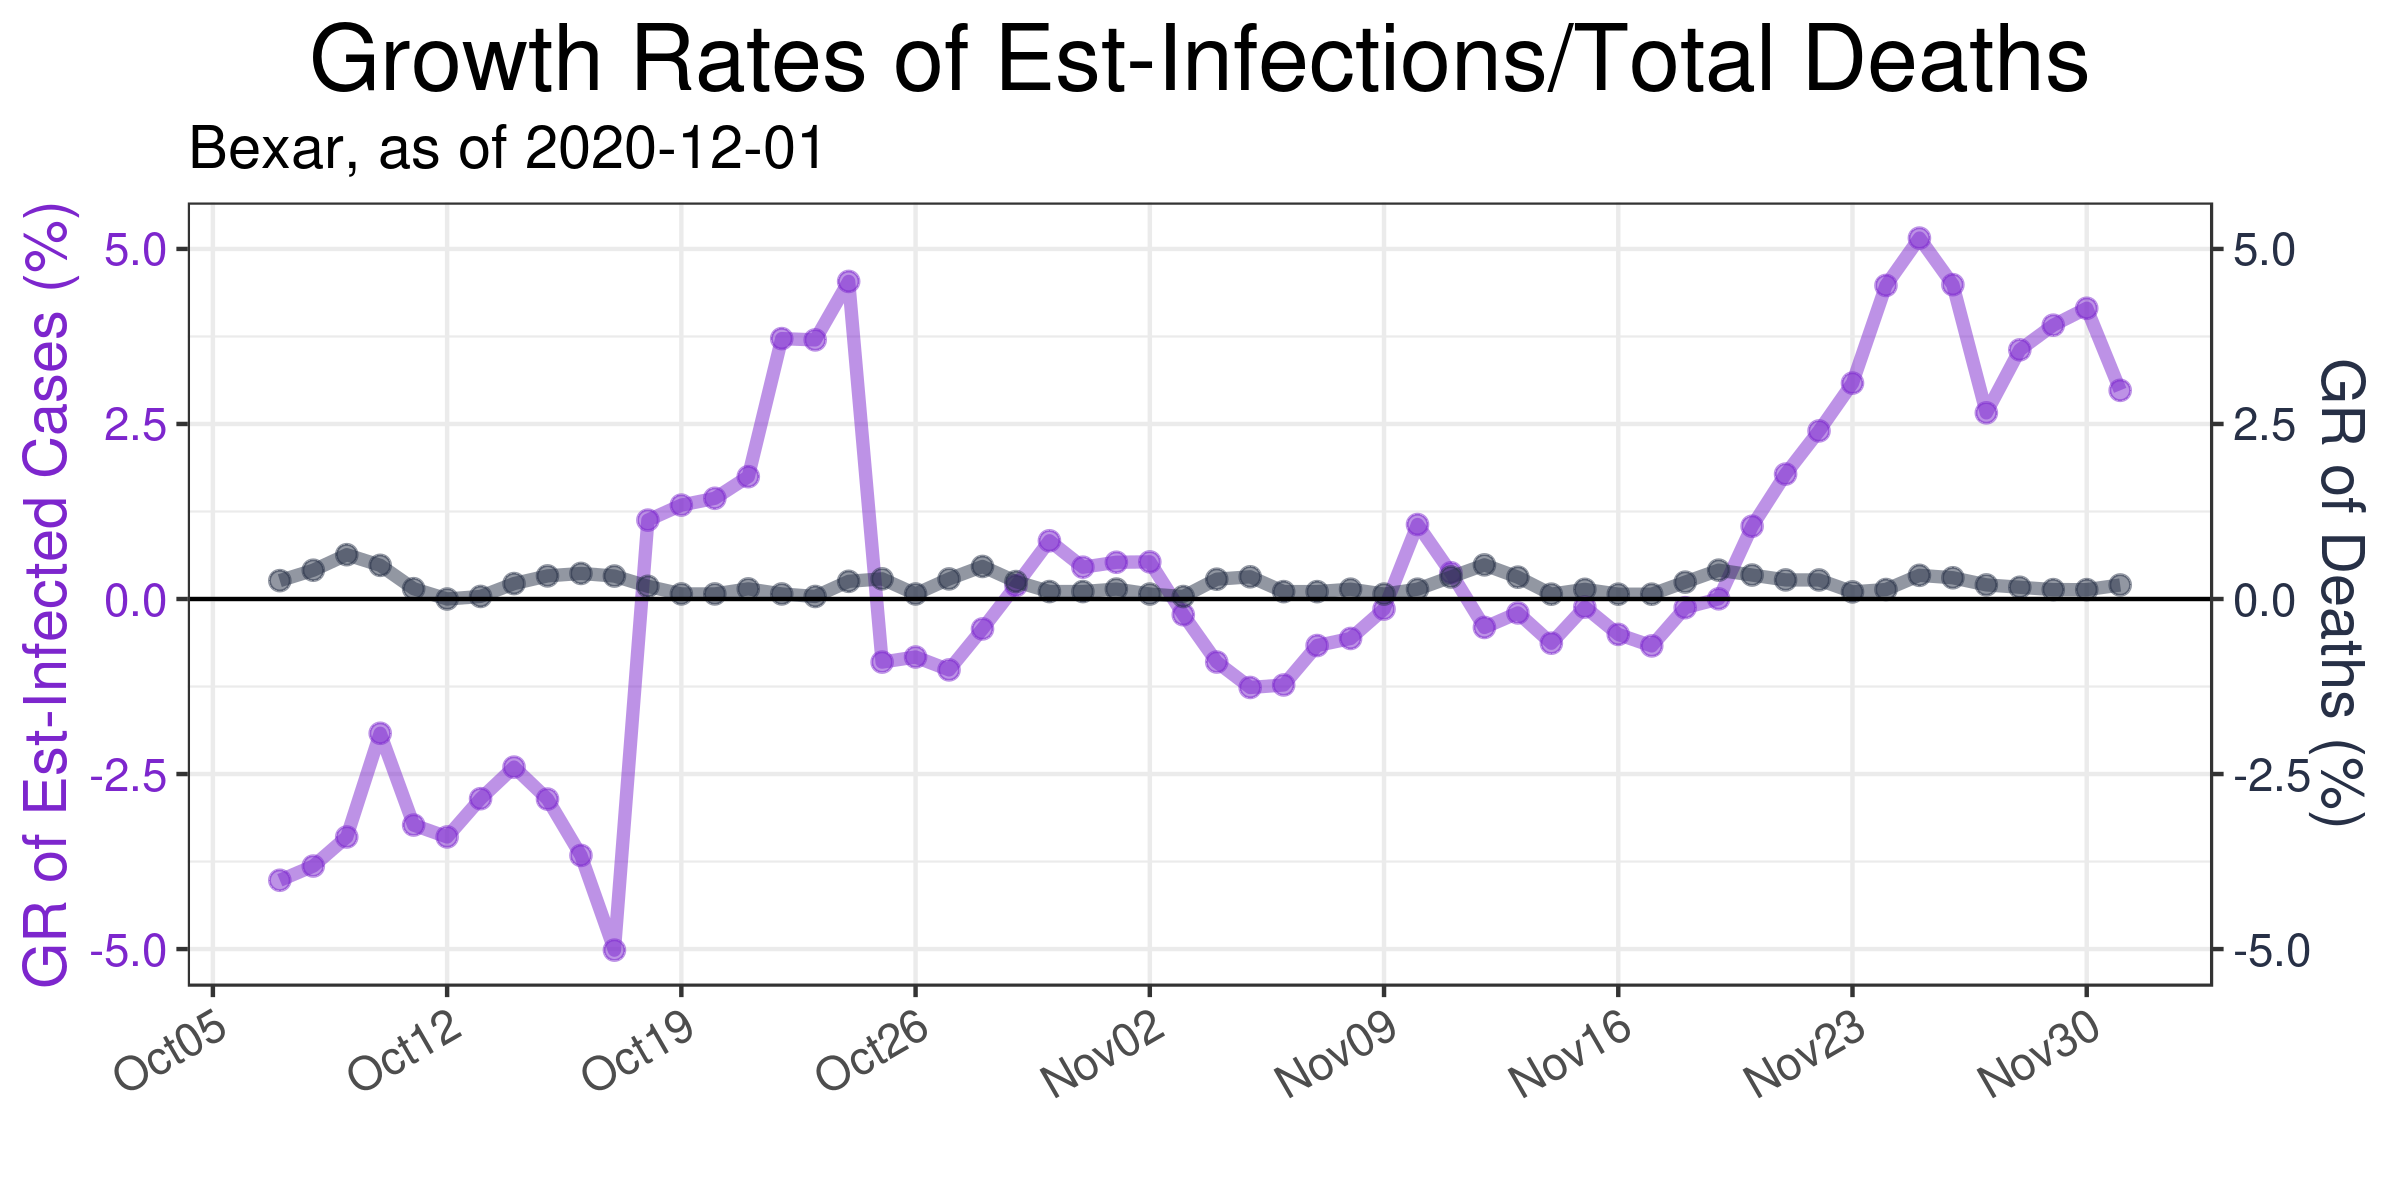 Growth Rates of Est-Infections/Total Deaths
Bexar, as of 2020-12-01
GR of Est-Infected Cases (%)
5.0
2.5
0.0
-2.5
-5.0
5.0
2.5
0.0
-2.5
-5.0
GR of Deaths (%)
Oct05 Oct12 Oct19 Oct26 Nov02 Nov09 Nov16 Nov23 Nov30